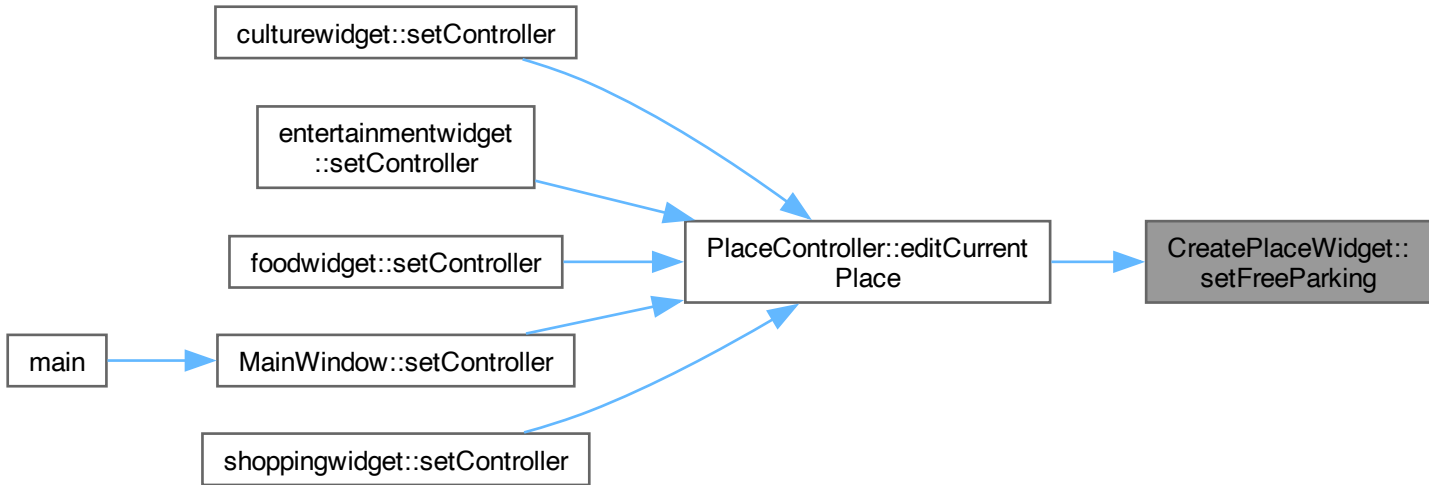 culturewidget::setController
entertainmentwidget
::setController
foodwidget::setController
main
MainWindow::setController
shoppingwidget::setController
PlaceController::editCurrent
Place
CreatePlaceWidget::
setFreeParking